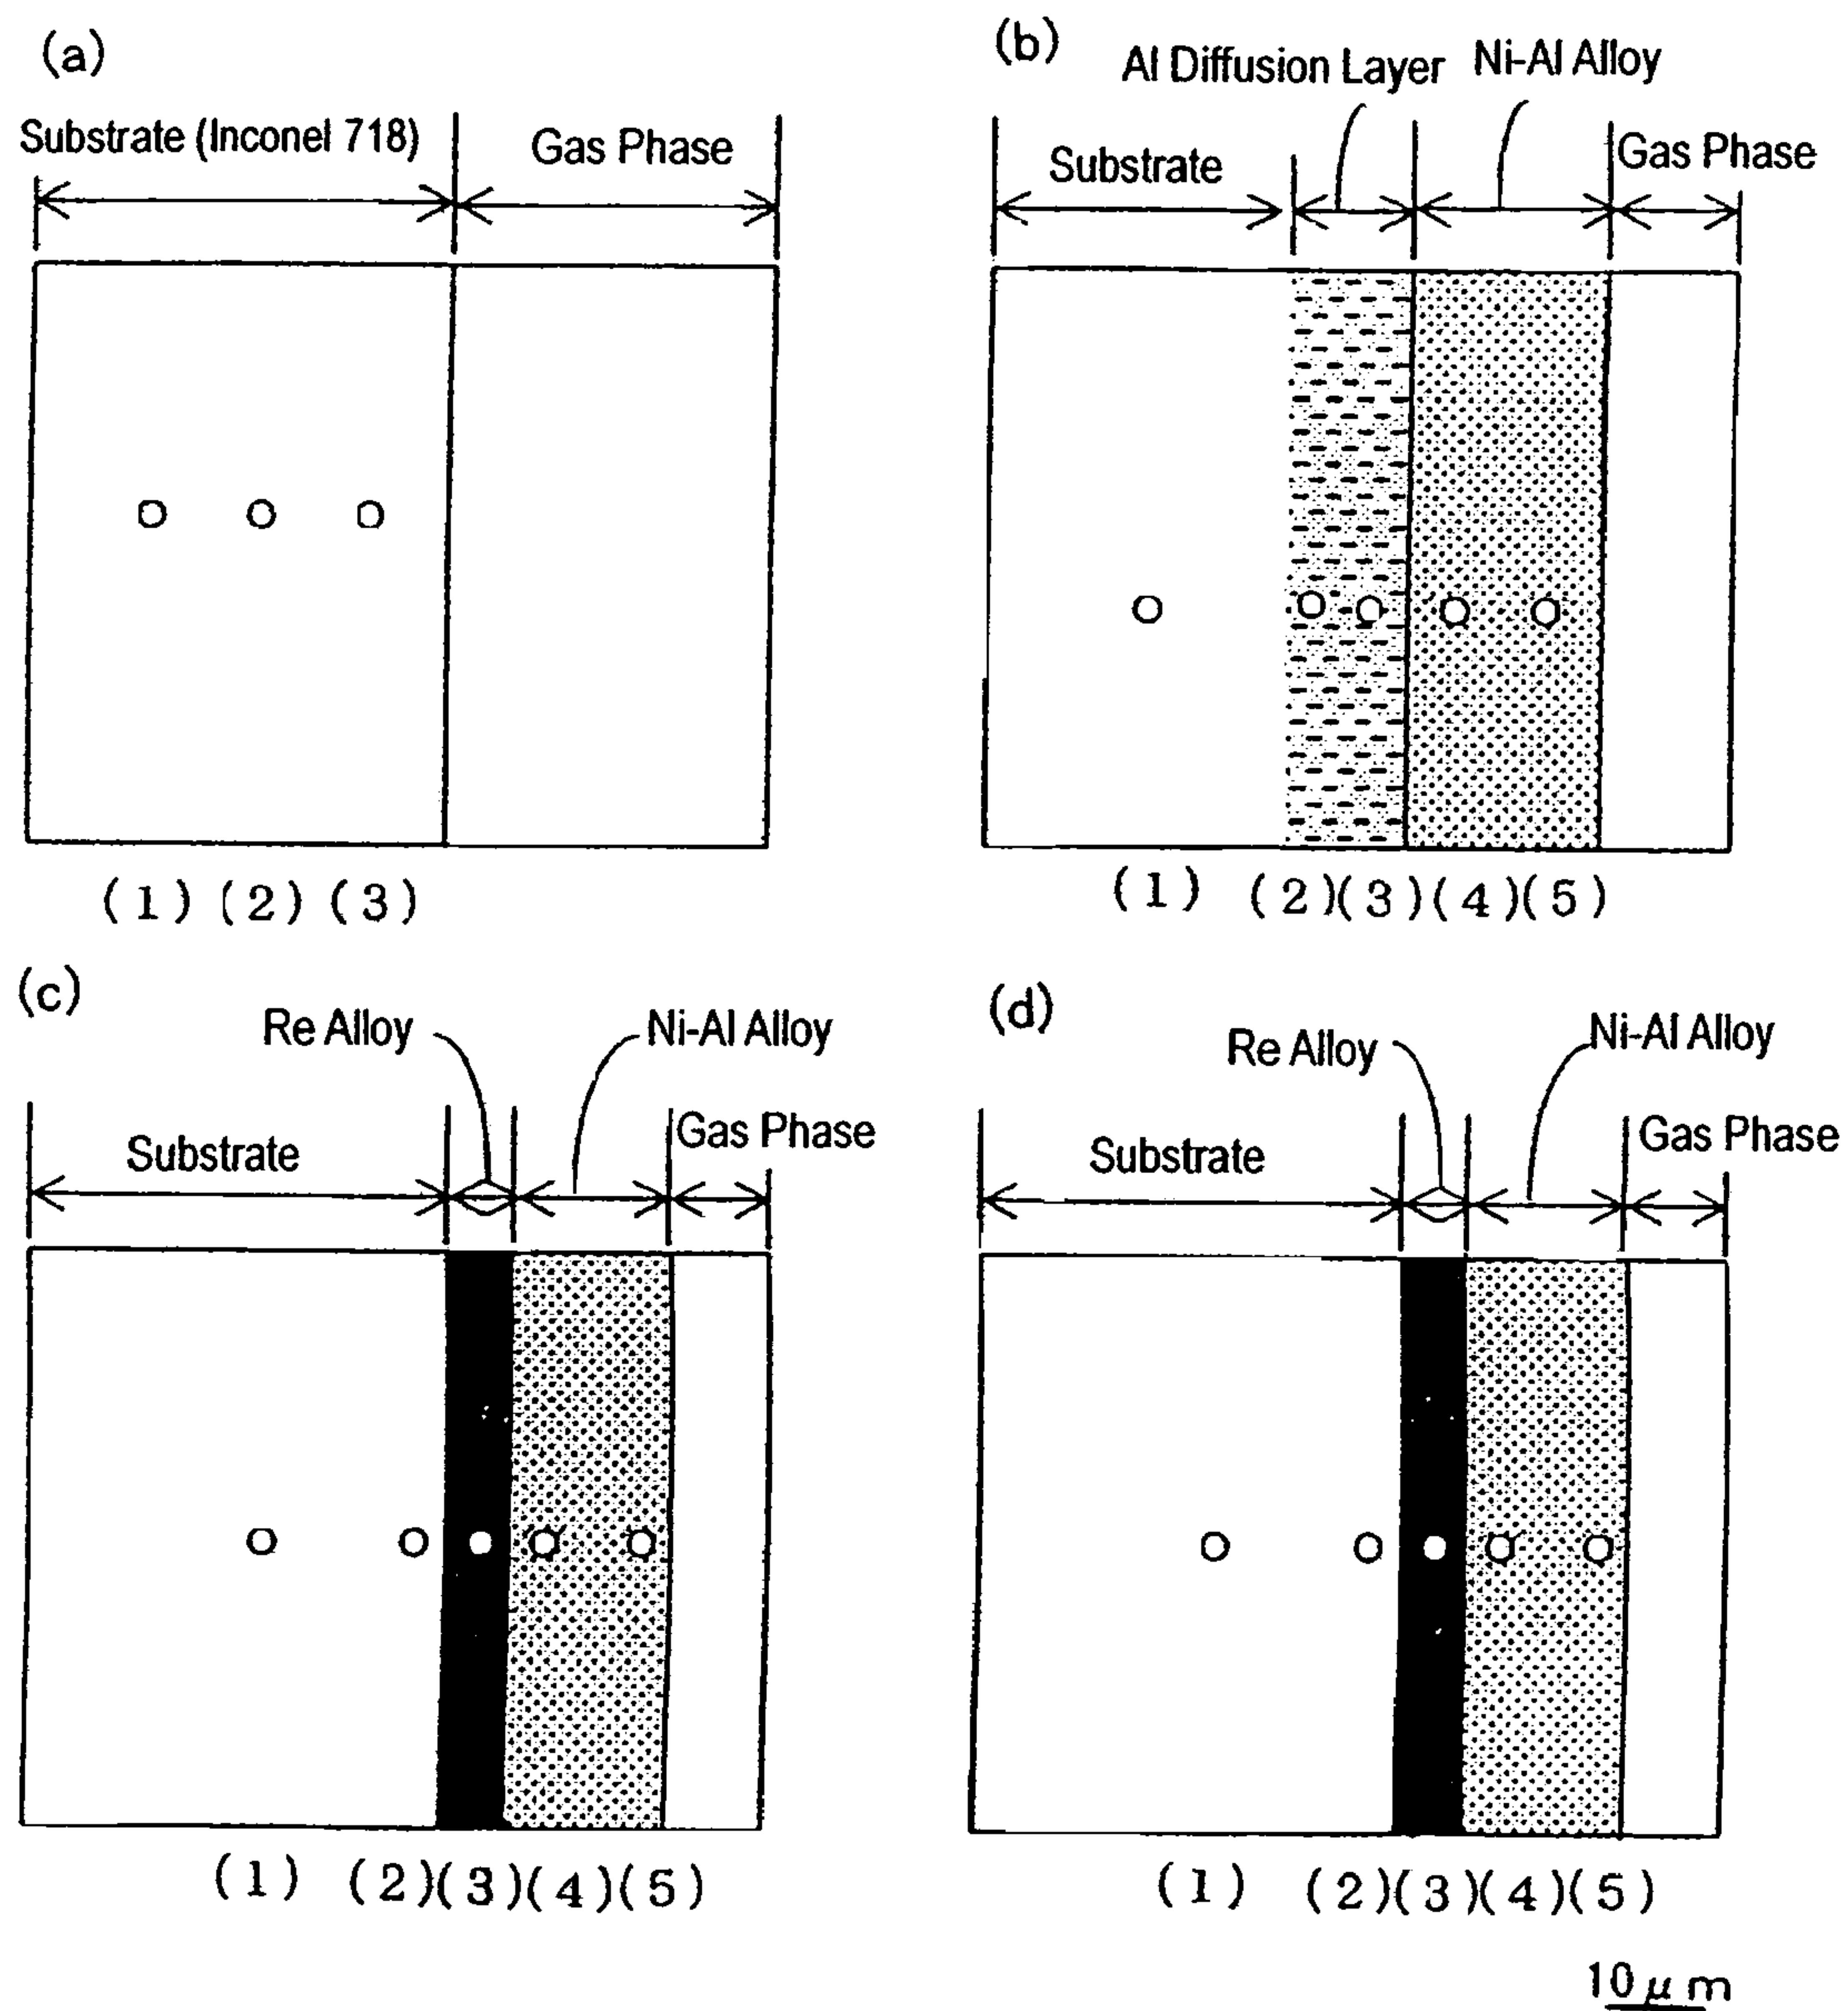 (a)
Substrate (Inconel 718)
Gas Phase
(1) (2) (3)
(b)
Al Diffusion Layer
Ni-Al Alloy
Substrate
Gas Phase
(1) (2)(3)(4)(5)
(c)
Re Alloy
Ni-Al Alloy
Substrate
Gas Phase
(1) (2)(3)(4)(5)
(d)
Re Alloy
Ni-Al Alloy
Substrate
Gas Phase
(1) (2)(3)(4)(5)
10 μm